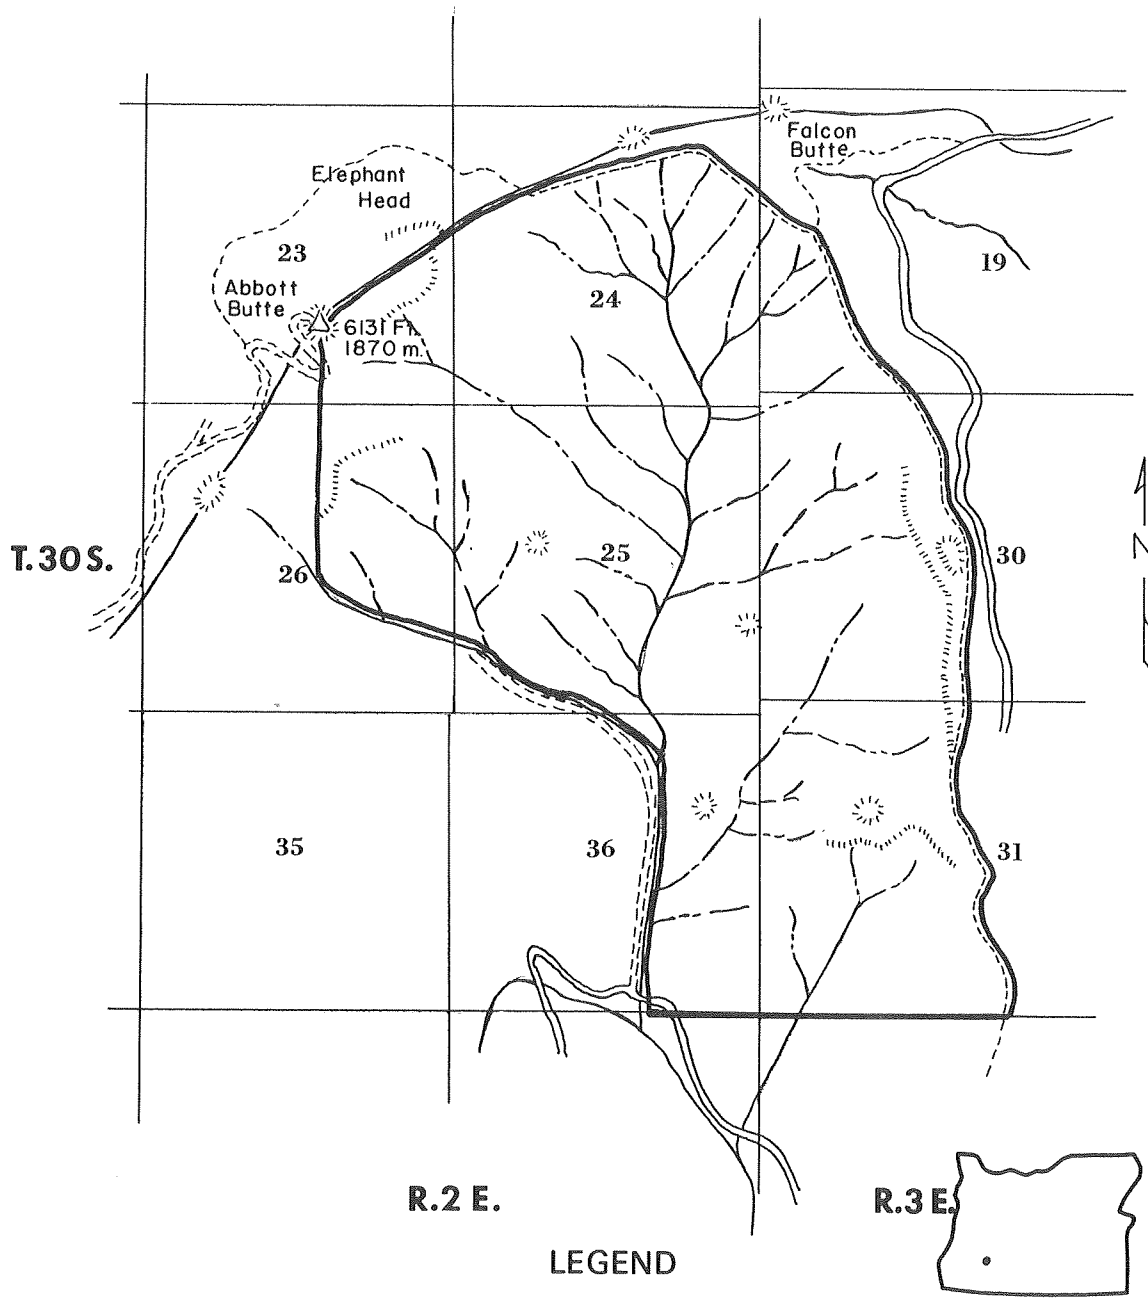 Falcon
Butte
Elephant
Head
23
19
Abbott
Butte
24
6131 Ft.
1870 m.
T.30 S.
26
25
30
35
36
31
R.2 E.
R.3 E.
LEGEND